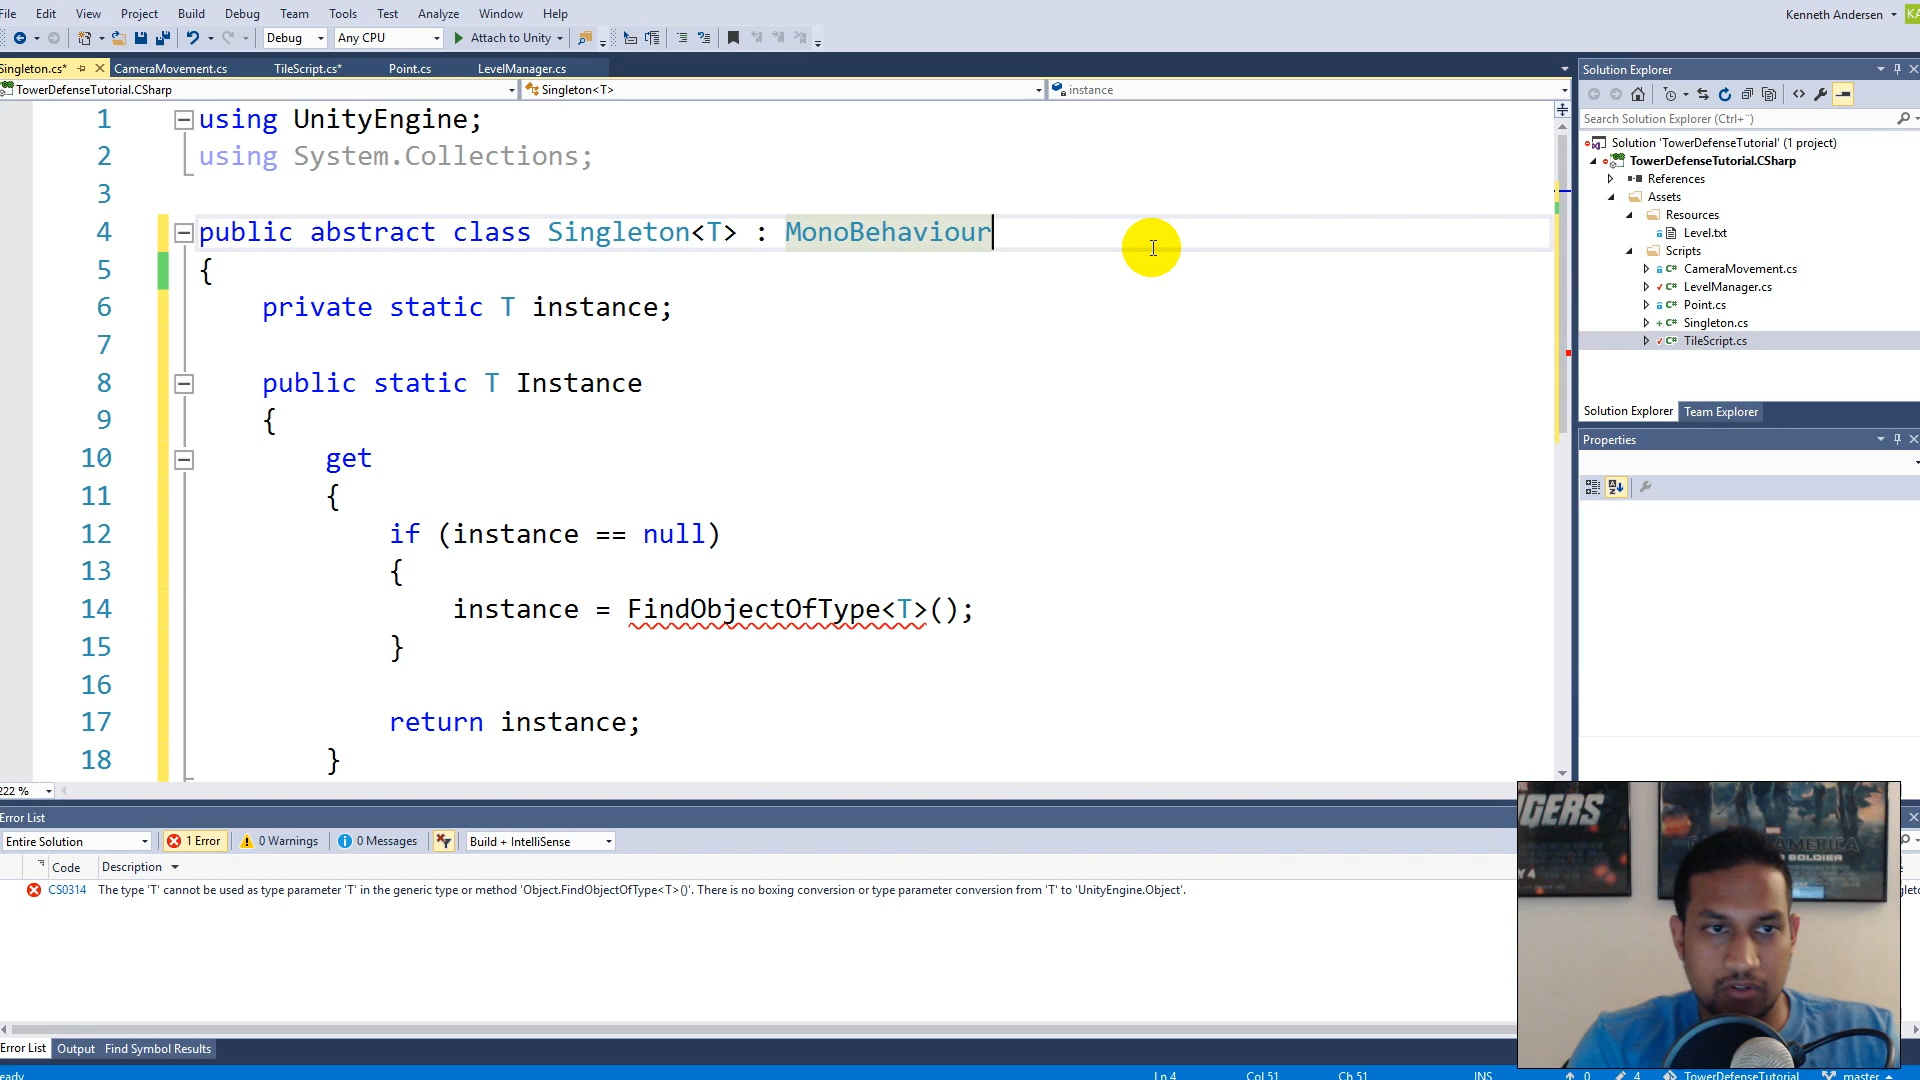 File Edit View Project Build Debug Team Tools Test Analyze Window Help
Kenneth Andersen
KA
Debug Any CPU Attach to Unity
Singleton.cs* CameraMovement.cs TileScript.cs* Point.cs LevelManager.cs
TowerDefenseTutorial.CSharp Singleton<T> instance
1 using UnityEngine;
2 using System.Collections;
3
4 public abstract class Singleton<T> : MonoBehaviour
5 {
6 private static T instance;
7
8 public static T Instance
9 {
10 get
11 {
12 if (instance == null)
13 {
14 instance = FindObjectOfType<T>();
15 }
16
17 return instance;
18 }
222 %
Solution Explorer
Search Solution Explorer (Ctrl+¨)
Solution 'TowerDefenseTutorial' (1 project)
TowerDefenseTutorial.CSharp
References
Assets
Resources
Level.txt
Scripts
CameraMovement.cs
LevelManager.cs
Point.cs
Singleton.cs
TileScript.cs
Solution Explorer Team Explorer
Properties
Error List
Entire Solution 1 Error 0 Warnings 0 Messages Build + IntelliSense
Code Description
CS0314 The type 'T' cannot be used as type parameter 'T' in the generic type or method 'Object.FindObjectOfType<T>()'. There is no boxing conversion or type parameter conversion from 'T' to 'UnityEngine.Object'.
Error List Output Find Symbol Results
eady Ln 4 Col 51 Ch 51 INS 0 4 TowerDefenseTutorial master